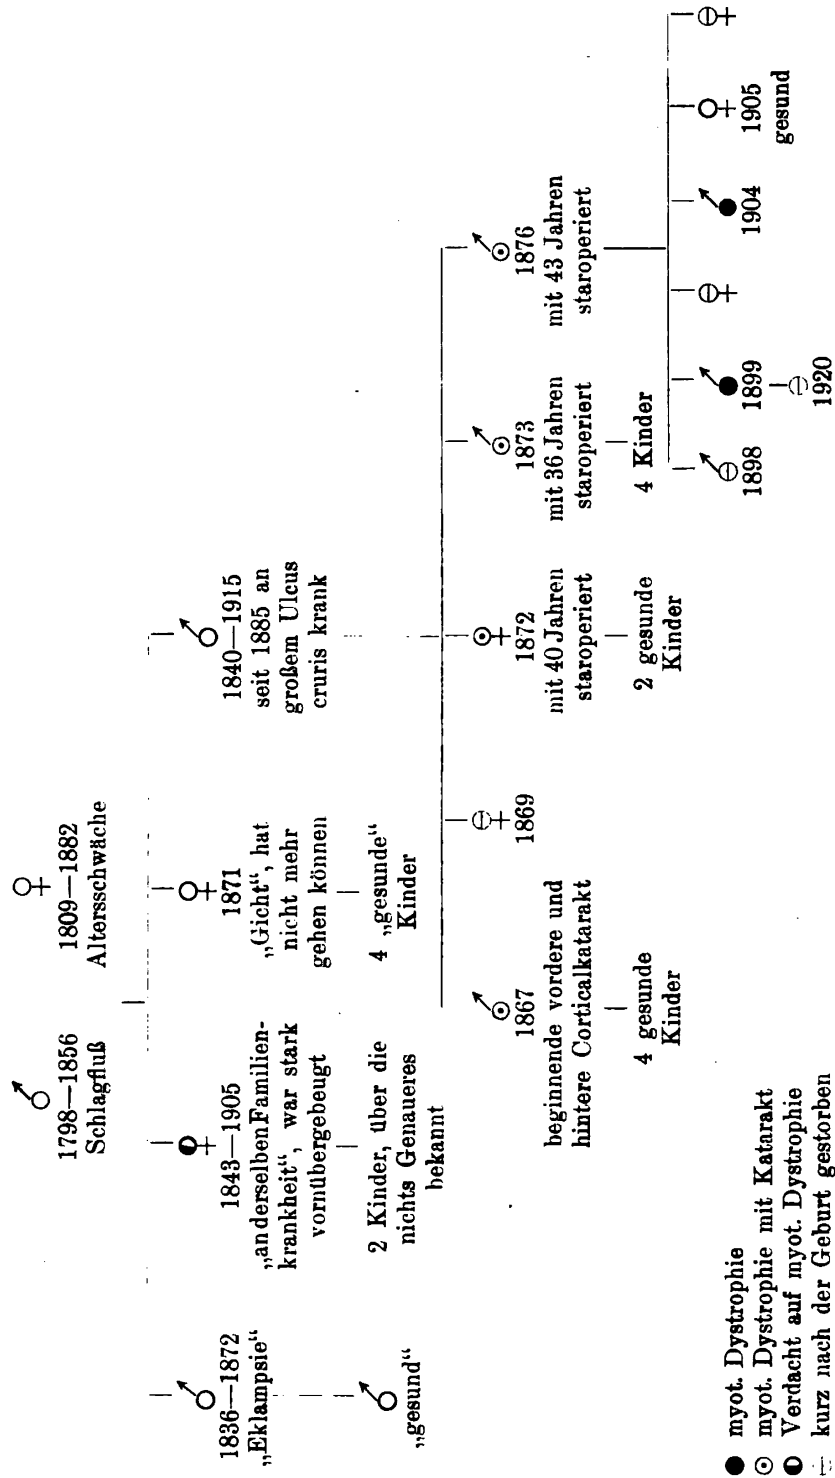 1798—1856
Schlagfluß
1809—1882
Altersschwäche
1836—1872
„Eklampsie“
„gesund“
1843—1905
„anderselben Familien-
krankheit“, war stark
vornübergebeugt
2 Kinder, über die
nichts Genaueres
bekannt
1871
„Gicht“, hat
nicht mehr
gehen können
4 „gesunde“
Kinder
1840—1915
seit 1885 an
großem Ulcus
cruris krank
1867
beginnende vordere und
hintere Corticalkatarakt
4 gesunde
Kinder
1869
1872
mit 40 Jahren
staroperiert
2 gesunde
Kinder
1873
mit 36 Jahren
staroperiert
4 Kinder
1876
mit 43 Jahren
staroperiert
1898
1899
1920
1904
1905
gesund
myot. Dystrophie
myot. Dystrophie mit Katarakt
Verdacht auf myot. Dystrophie
kurz nach der Geburt gestorben